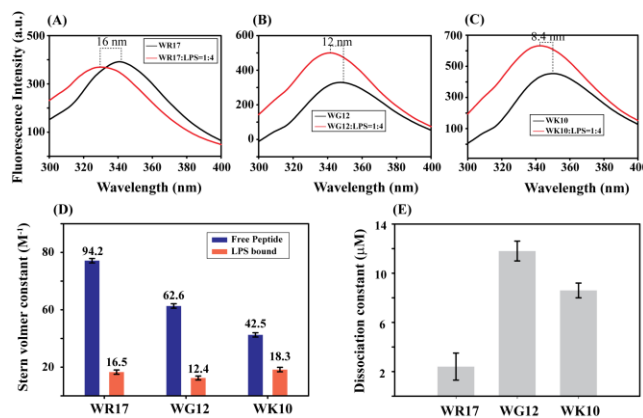 (A)
16 nm
WR17
WR17:LPS=1:4
Fluorescence Intensity (a.u.)
500
400
300
200
100
300 320 340 360 380 400
Wavelength (nm)
(B)
12 nm
WG12
WG12:LPS=1:4
600
500
400
300
200
100
0
300 320 340 360 380 400
Wavelength (nm)
(C)
8.4 nm
WK10
WK10:LPS=1:4
700
500
300
100
300 320 340 360 380 400
Wavelength (nm)
(D)
Free Peptide
LPS bound
Stern volmer constant (M-1)
80
60
20
94.2
16.5
62.6
12.4
42.5
18.3
WR17 WG12 WK10
(E)
Dissociation constant (μM)
14
10
6
2
WR17 WG12 WK10